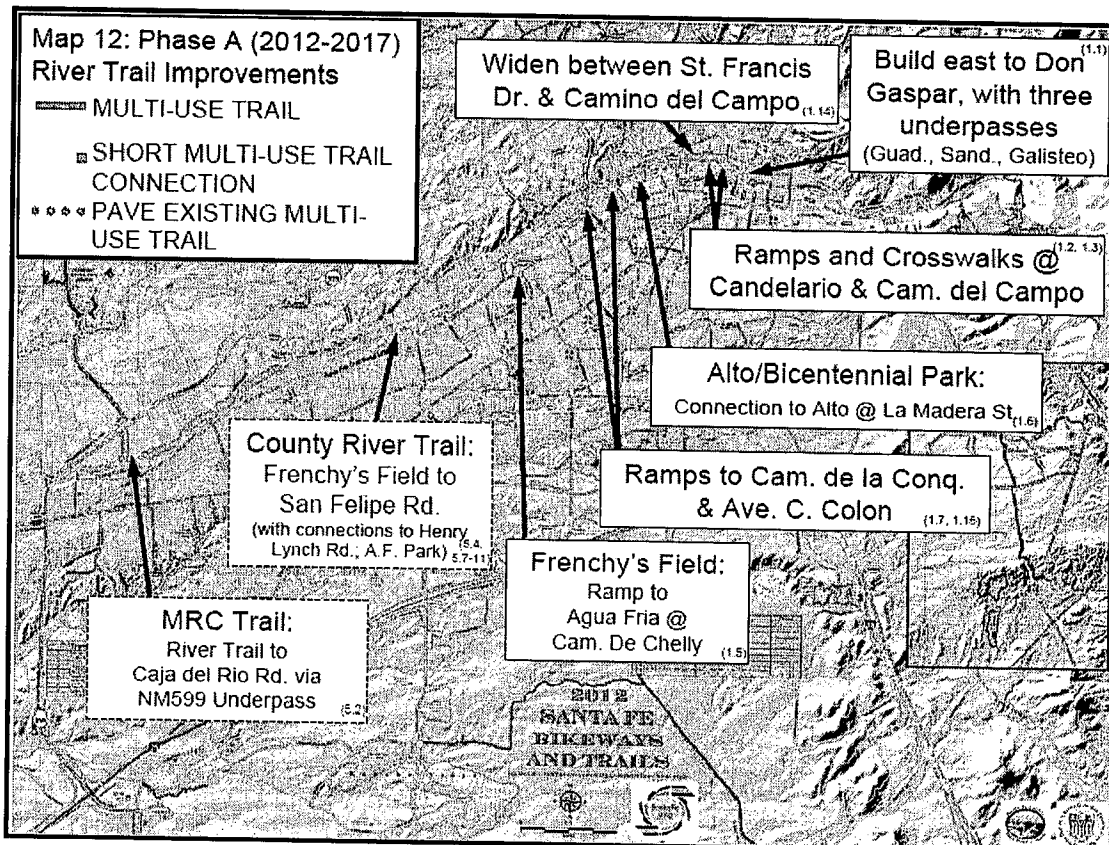 Map 12: Phase A (2012-2017)
River Trail Improvements
MULTI-USE TRAIL
SHORT MULTI-USE TRAIL
CONNECTION
PAVE EXISTING MULTI-
USE TRAIL
Widen between St. Francis
Dr. & Camino del Campo (1.14)
(1.1)
Build east to Don
Gaspar, with three
underpasses
(Guad., Sand., Galisteo)
Ramps and Crosswalks @ (1.2, 1.3)
Candelario & Cam. del Campo
Alto/Bicentennial Park:
Connection to Alto @ La Madera St (1.6)
Ramps to Cam. de la Conq.
& Ave. C. Colon (1.7, 1.15)
County River Trail:
Frenchy's Field to
San Felipe Rd.
(with connections to Henry
Lynch Rd.; A.F. Park) (5.4,
5.7-11)
Frenchy's Field:
Ramp to
Agua Fria @
Cam. De Chelly (1.5)
MRC Trail:
River Trail to
Caja del Rio Rd. via
NM599 Underpass (5.2)
2012
SANTA FE
BIKEWAYS
AND TRAILS